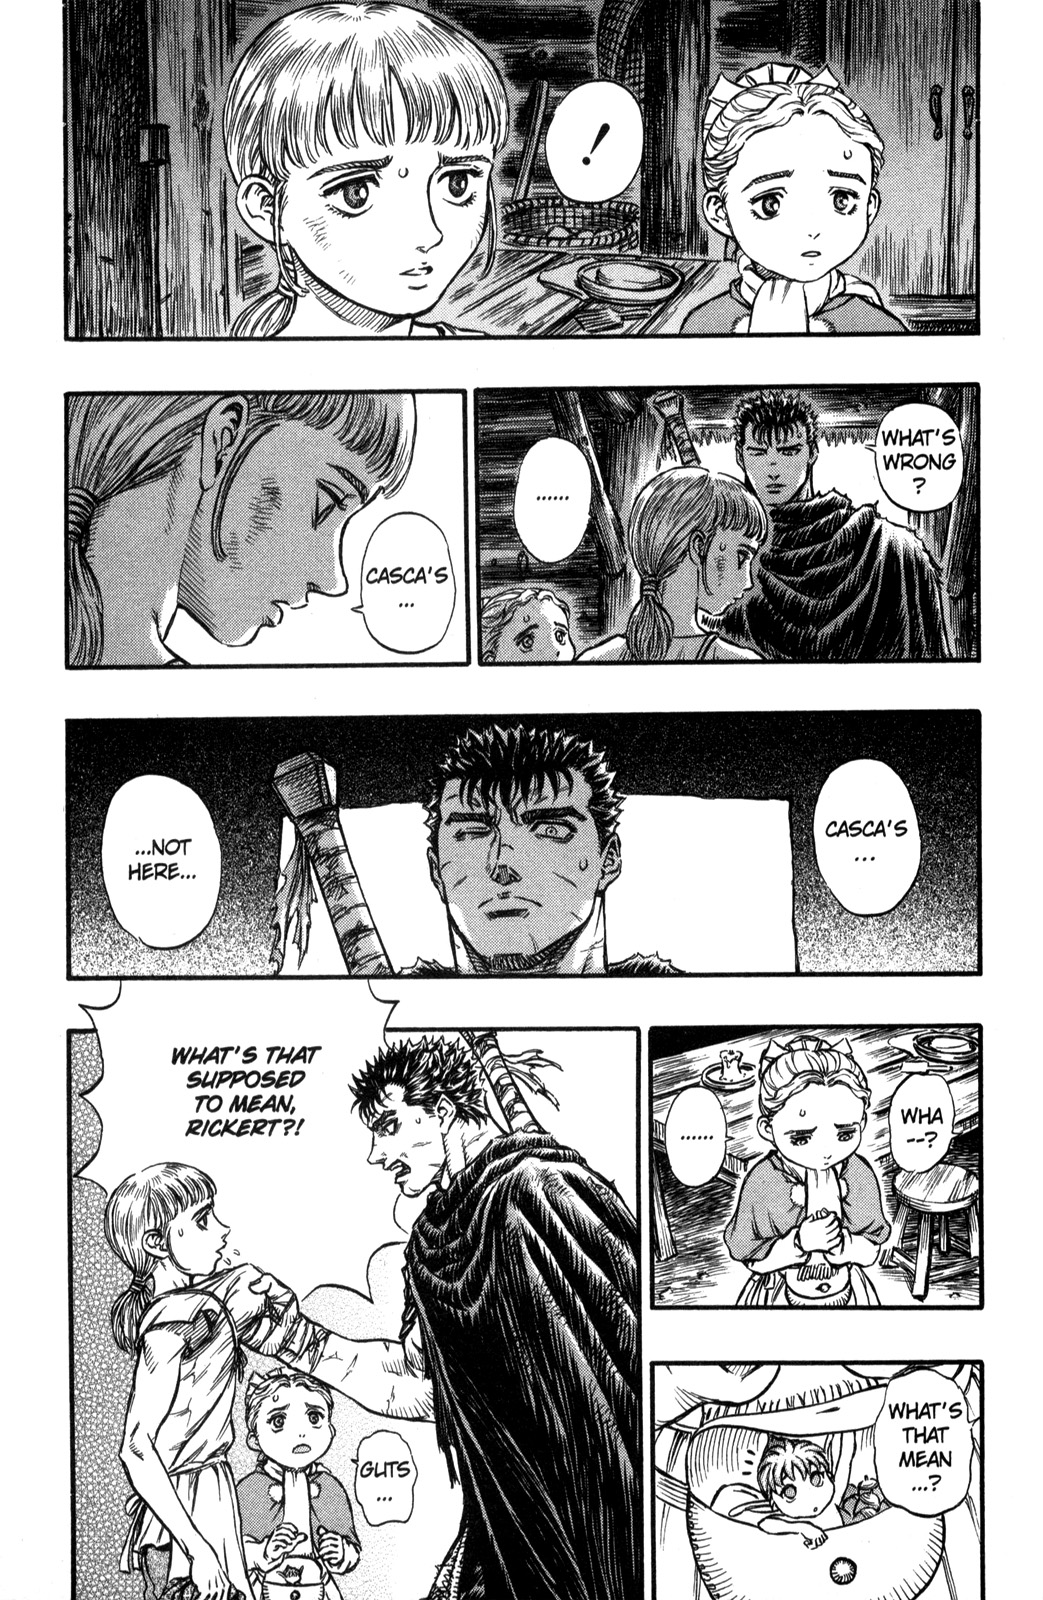 !
WHAT'S
WRONG
?
.......
CASCA'S
...
CASCA'S
...
...NOT
HERE...
WHA
--?
......
WHAT'S
THAT
MEAN
...?
WHAT'S THAT
SUPPOSED
TO MEAN,
RICKERT?!
GUTS
...